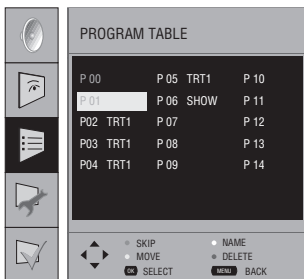 PROGRAM TABLE
P 00 P 05 TRT1 P 10
P 01 P 06 SHOW P 11
P02 TRT1 P 07 P 12
P03 TRT1 P 08 P 13
P04 TRT1 P 09 P 14
SKIP NAME
MOVE DELETE
OK SELECT MENU BACK